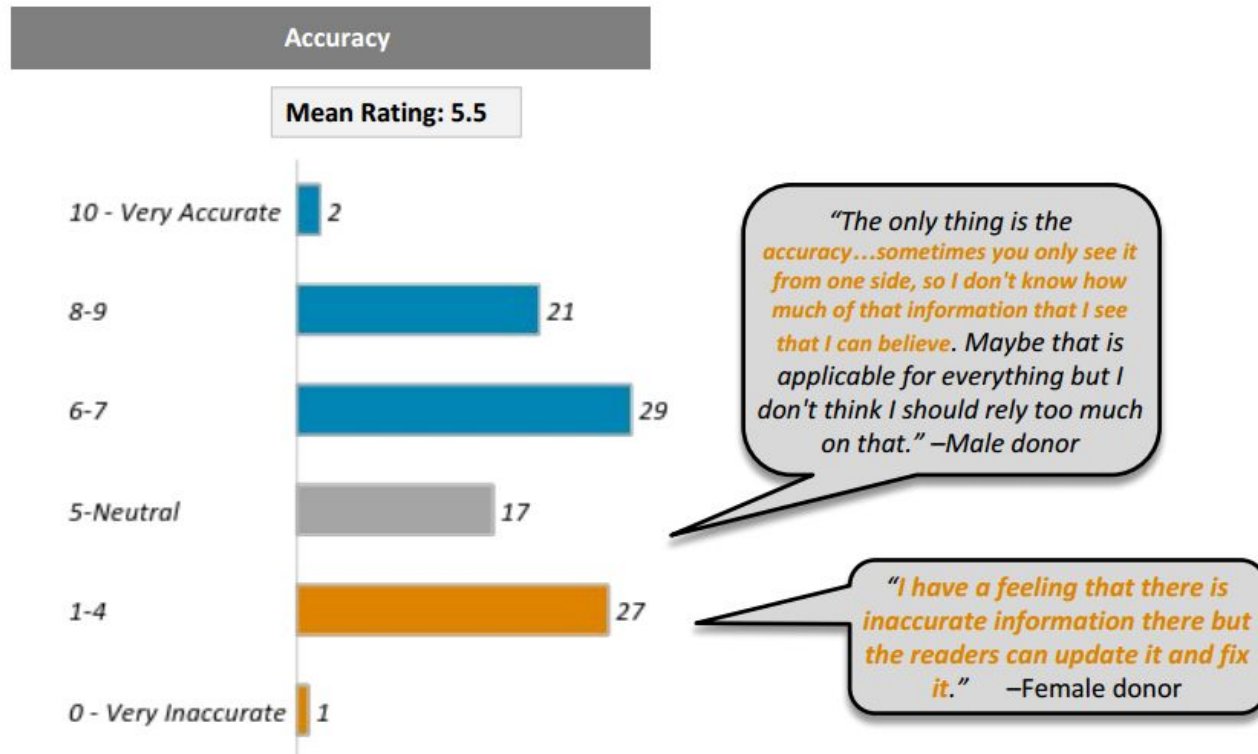 Accuracy
Mean Rating: 5.5
10 - Very Accurate 2
8-9 21
6-7 29
5-Neutral 17
1-4 27
0 - Very Inaccurate 1
“The only thing is the
accuracy...sometimes you only see it
from one side, so I don't know how
much of that information that I see
that I can believe. Maybe that is
applicable for everything but I
don't think I should rely too much
on that.” –Male donor
“I have a feeling that there is
inaccurate information there but
the readers can update it and fix
it.” –Female donor